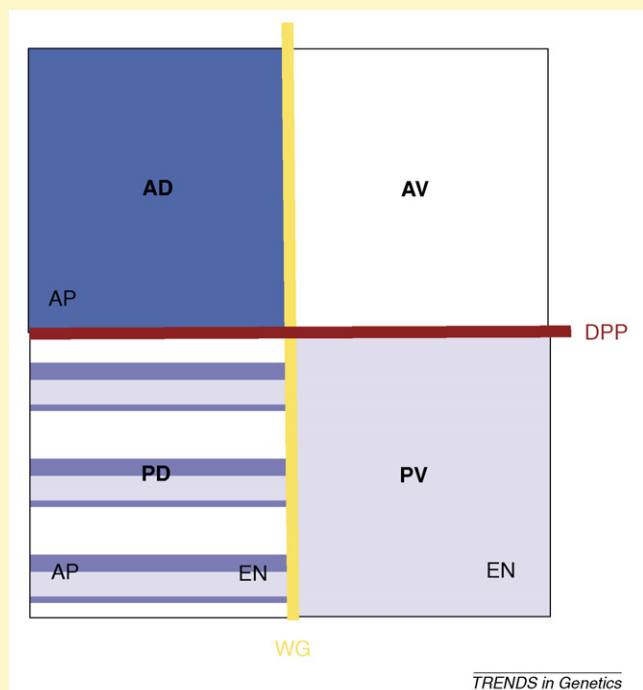 AD
AV
AP
DPP
PD
PV
AP
EN
EN
WG
TRENDS in Genetics